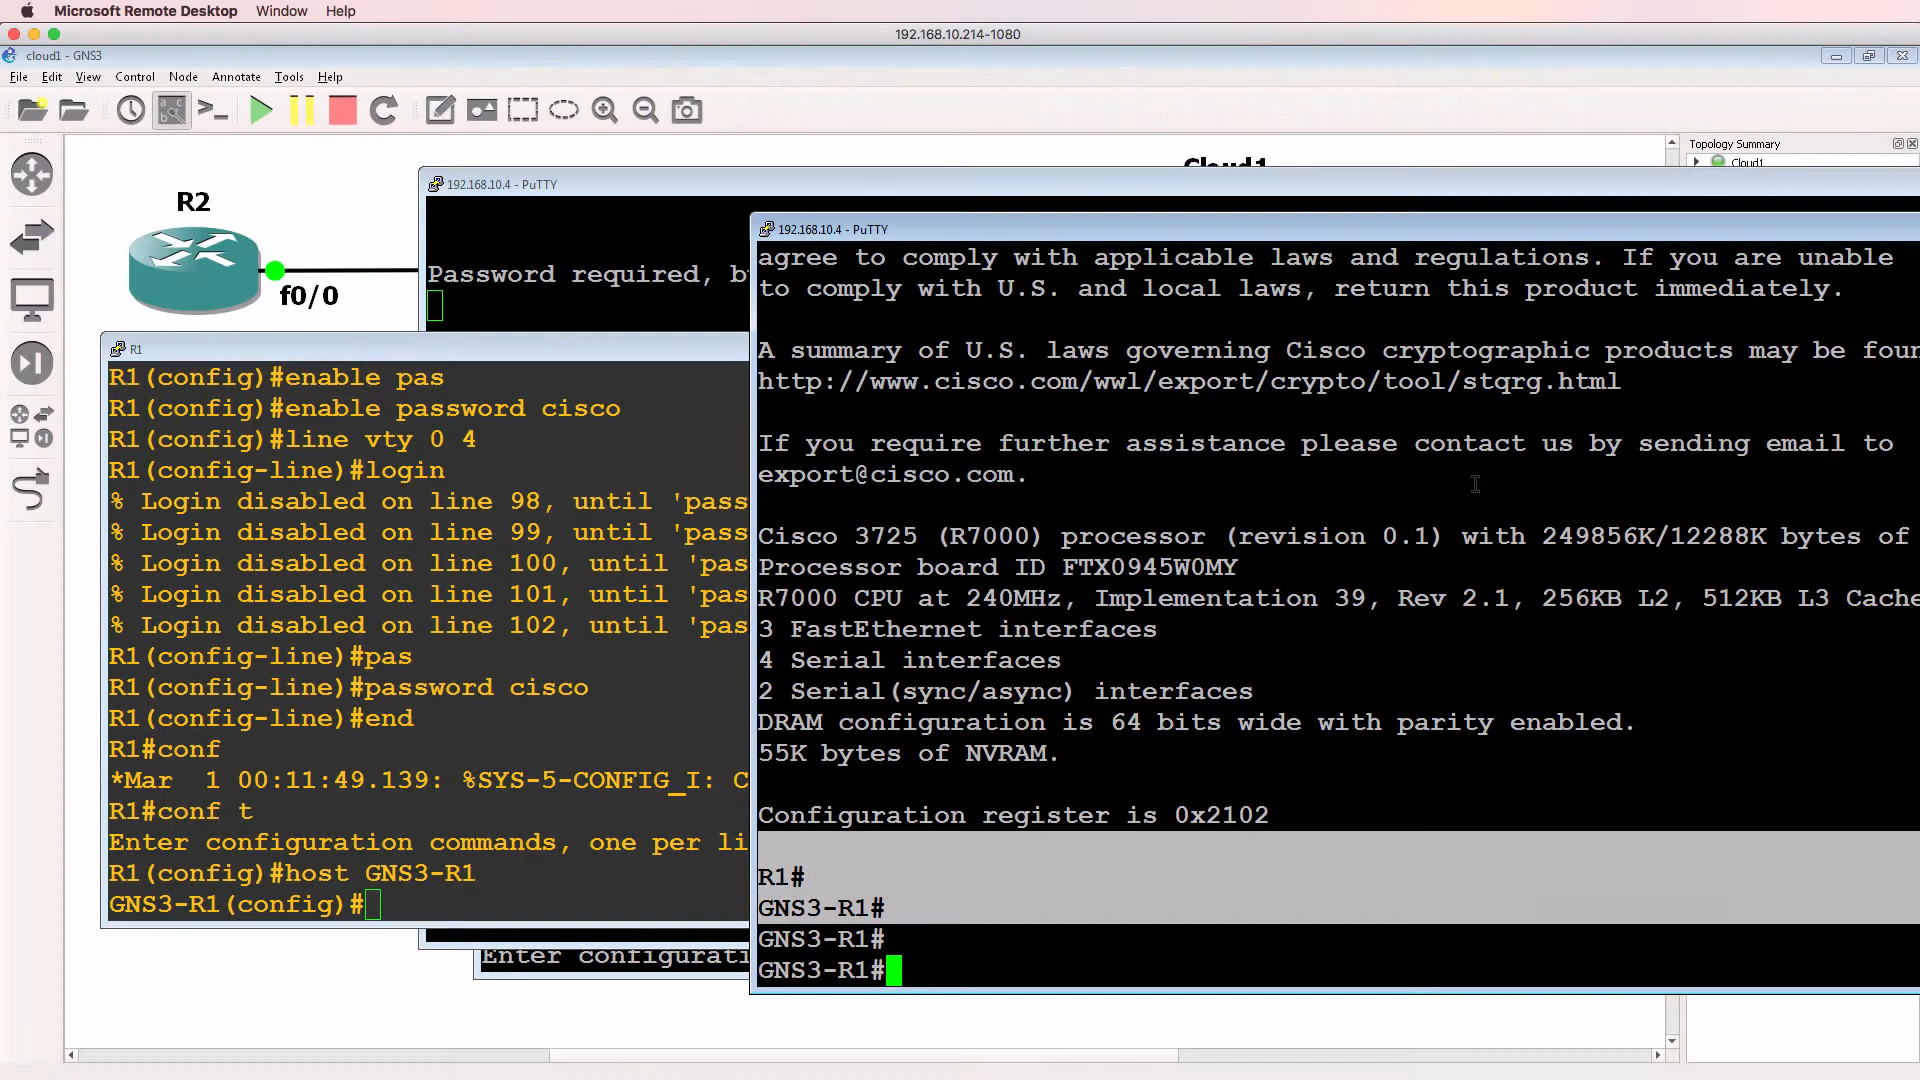 Microsoft Remote Desktop Window Help
192.168.10.214-1080
cloud1 - GNS3
File Edit View Control Node Annotate Tools Help
Topology Summary
Cloud1
Cloud1
R2
f0/0
192.168.10.4 - PuTTY
Password required, b
R1
R1(config)#enable pas
R1(config)#enable password cisco
R1(config)#line vty 0 4
R1(config-line)#login
% Login disabled on line 98, until 'pass
% Login disabled on line 99, until 'pass
% Login disabled on line 100, until 'pas
% Login disabled on line 101, until 'pas
% Login disabled on line 102, until 'pas
R1(config-line)#pas
R1(config-line)#password cisco
R1(config-line)#end
R1#conf
*Mar  1 00:11:49.139: %SYS-5-CONFIG_I: C
R1#conf t
Enter configuration commands, one per li
R1(config)#host GNS3-R1
GNS3-R1(config)#
Enter configurati
192.168.10.4 - PuTTY
agree to comply with applicable laws and regulations. If you are unable
to comply with U.S. and local laws, return this product immediately.
A summary of U.S. laws governing Cisco cryptographic products may be foun
http://www.cisco.com/wwl/export/crypto/tool/stqrg.html
If you require further assistance please contact us by sending email to
export@cisco.com.
Cisco 3725 (R7000) processor (revision 0.1) with 249856K/12288K bytes of
Processor board ID FTX0945W0MY
R7000 CPU at 240MHz, Implementation 39, Rev 2.1, 256KB L2, 512KB L3 Cache
3 FastEthernet interfaces
4 Serial interfaces
2 Serial(sync/async) interfaces
DRAM configuration is 64 bits wide with parity enabled.
55K bytes of NVRAM.
Configuration register is 0x2102
R1#
GNS3-R1#
GNS3-R1#
GNS3-R1#